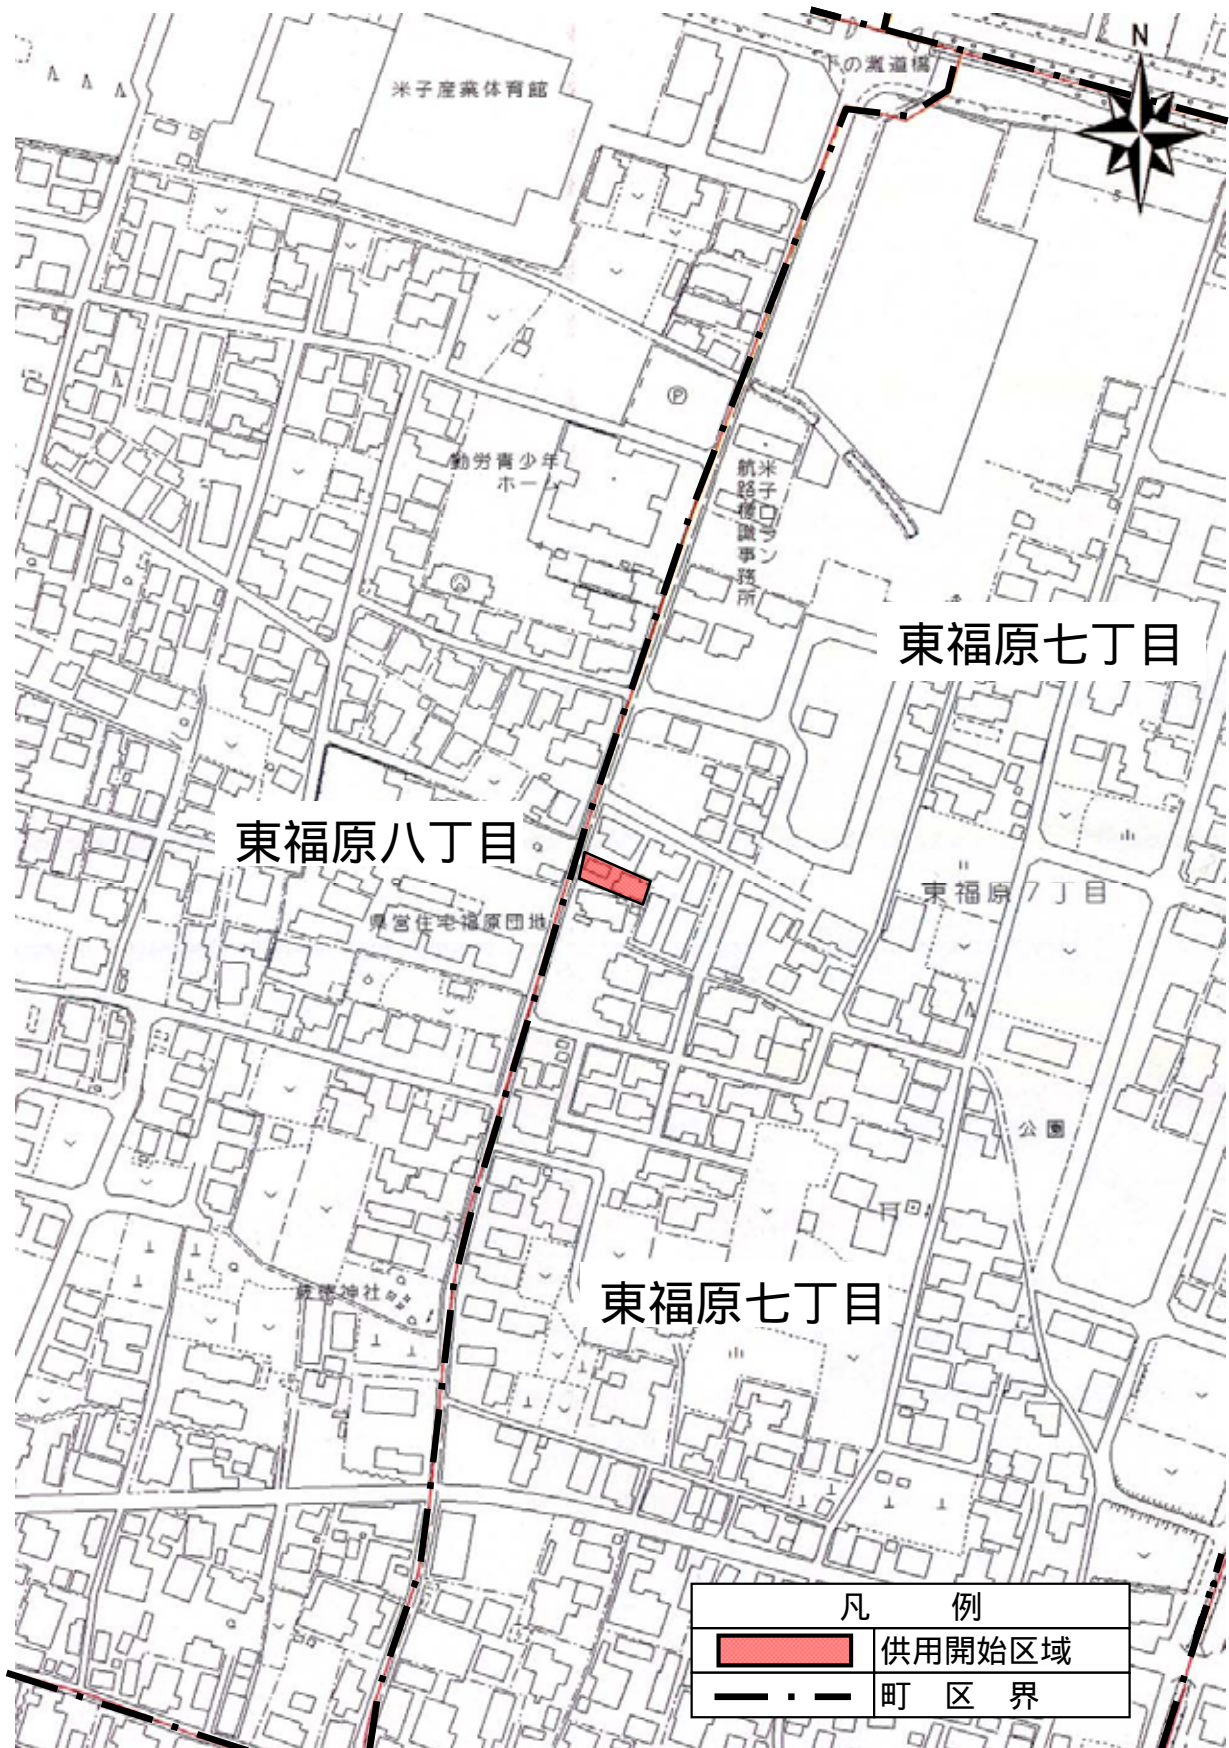 N
下の灘道橋
米子産業体育館
勤労青少年
ホーム
米子ロラン
航路標識事務所
東福原七丁目
東福原八丁目
東福原7丁目
県営住宅福原団地
公園
東福原七丁目
凡 例
供用開始区域
町 区 界